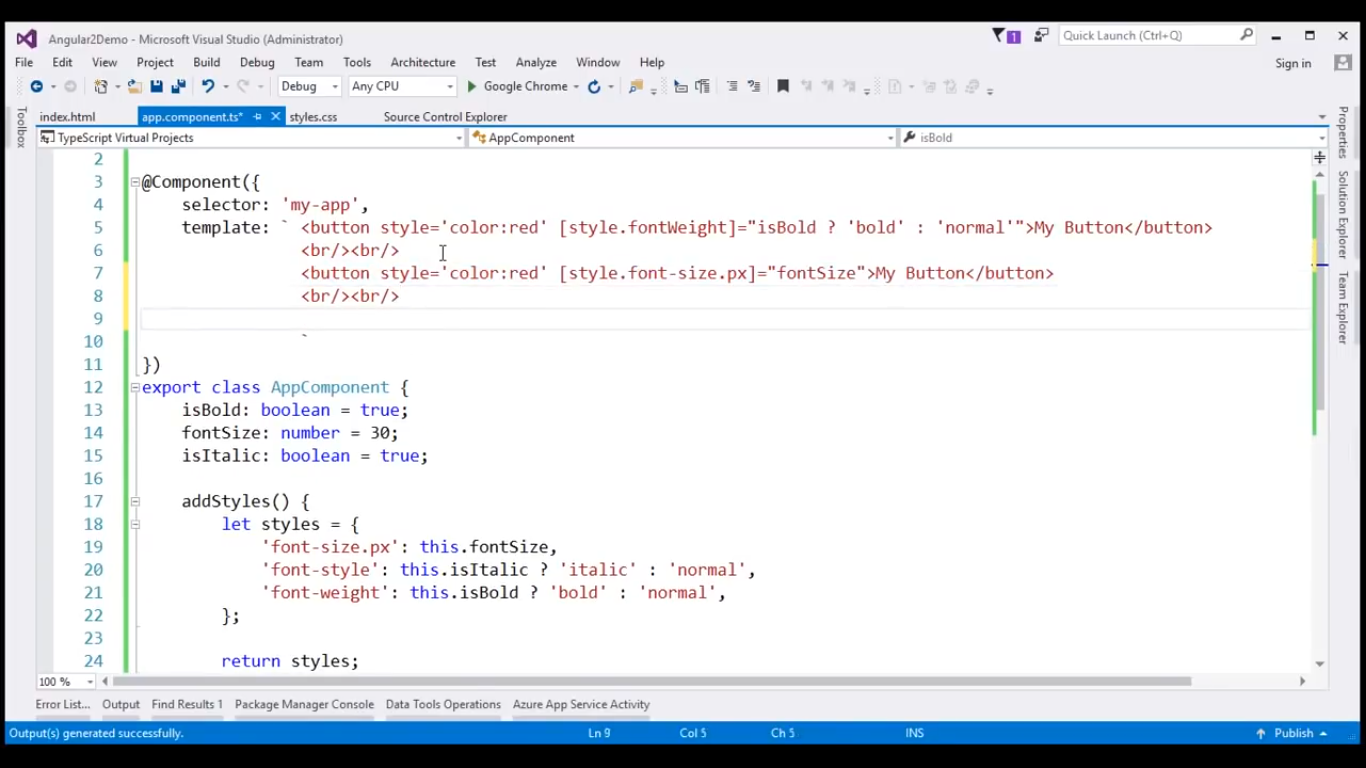 Angular2Demo - Microsoft Visual Studio (Administrator)
1
Quick Launch (Ctrl+Q)
File Edit View Project Build Debug Team Tools Architecture Test Analyze Window Help
Sign in
Debug Any CPU Google Chrome
index.html app.component.ts* styles.css Source Control Explorer
TypeScript Virtual Projects AppComponent isBold
Toolbox
Properties
Solution Explorer
Team Explorer
2
3 @Component({
4 selector: 'my-app',
5 template: ` <button style='color:red' [style.fontWeight]="isBold ? 'bold' : 'normal'">My Button</button>
6 <br/><br/>
7 <button style='color:red' [style.font-size.px]="fontSize">My Button</button>
8 <br/><br/>
9
10 `
11 })
12 export class AppComponent {
13 isBold: boolean = true;
14 fontSize: number = 30;
15 isItalic: boolean = true;
16
17 addStyles() {
18 let styles = {
19 'font-size.px': this.fontSize,
20 'font-style': this.isItalic ? 'italic' : 'normal',
21 'font-weight': this.isBold ? 'bold' : 'normal',
22 };
23
24 return styles;
100 %
Error List... Output Find Results 1 Package Manager Console Data Tools Operations Azure App Service Activity
Output(s) generated successfully. Ln 9 Col 5 Ch 5 INS Publish